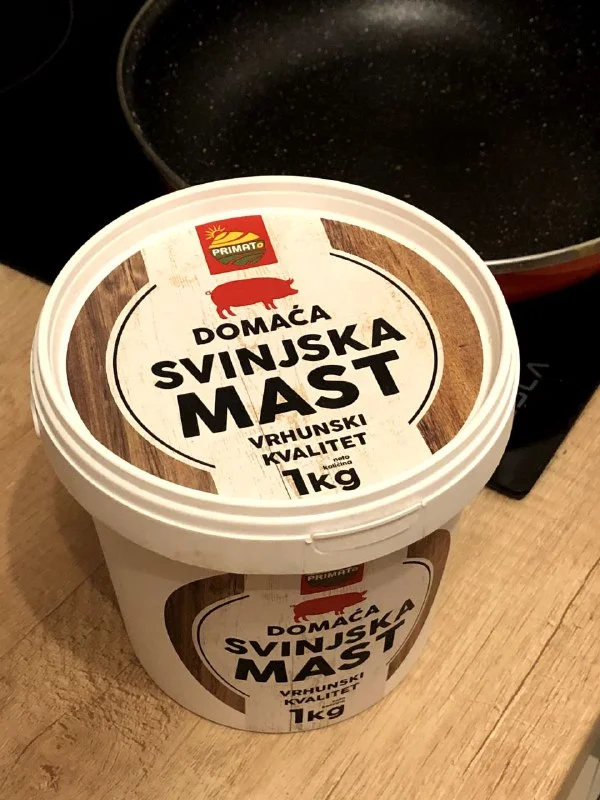 PRIMATO
DOMAĆA
SVINJSKA
MAST
VRHUNSKI
KVALITET
neto
količina
1kg
PRIMATO
DOMAĆA
SVINJSKA
MAST
VRHUNSKI
KVALITET
1kg